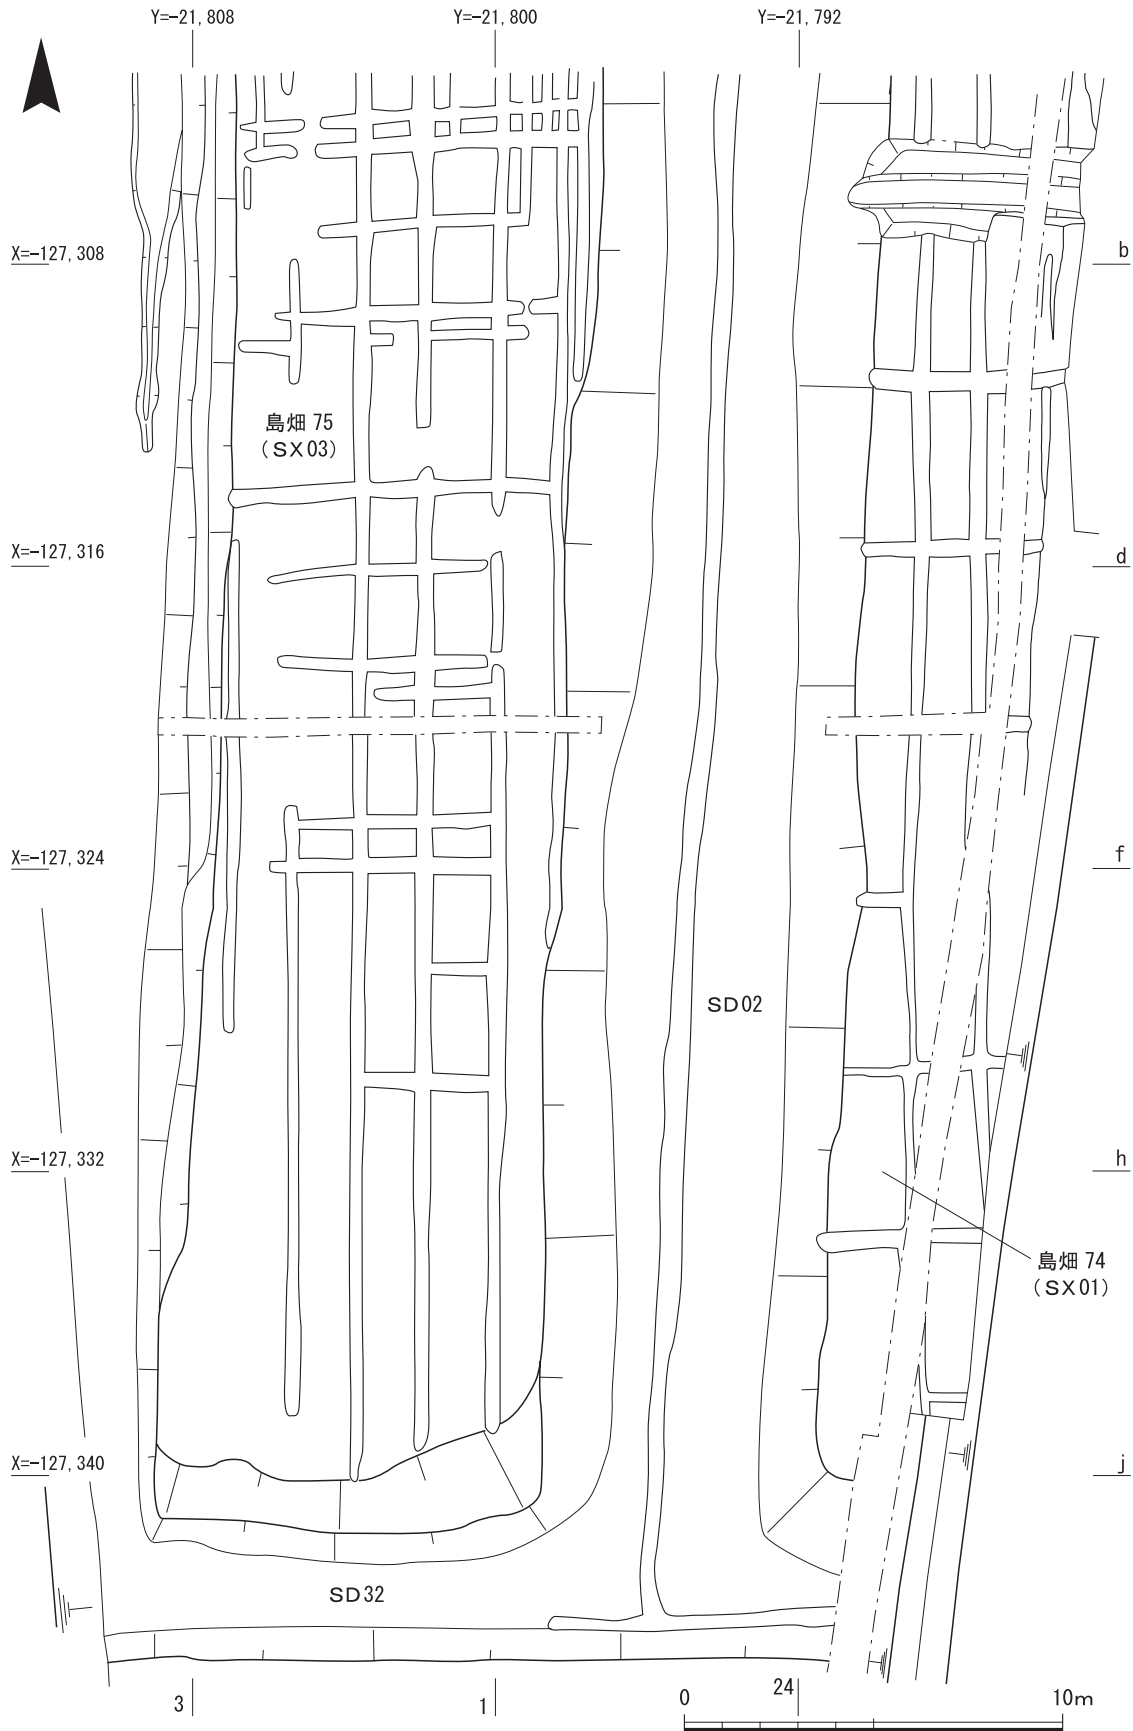 Y=-21,808
Y=-21,800
Y=-21,792
X=-127,308
b
島畑 75
(SX03)
X=-127,316
d
X=-127,324
f
SD02
X=-127,332
h
島畑 74
(SX01)
X=-127,340
j
SD32
3
1
24
0
10m